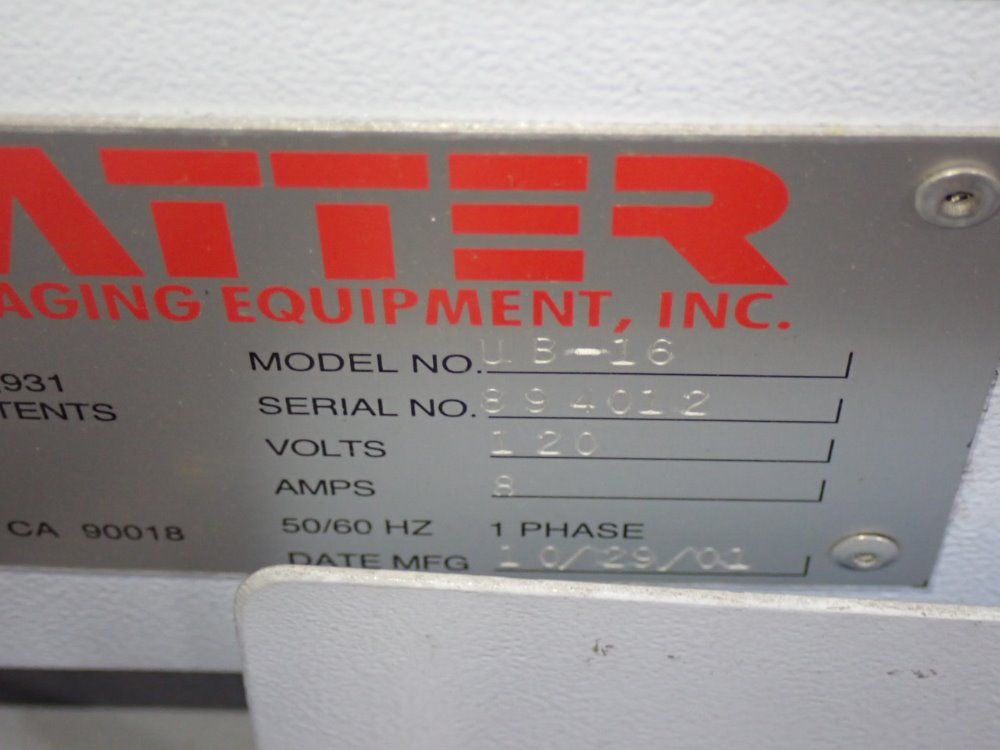 ATTER
AGING EQUIPMENT, INC.
MODEL NO. UB-16
931
SERIAL NO. 894012
TENTS
VOLTS 120
AMPS 8
CA 90018
50/60 HZ 1 PHASE
DATE MFG 10/29/01